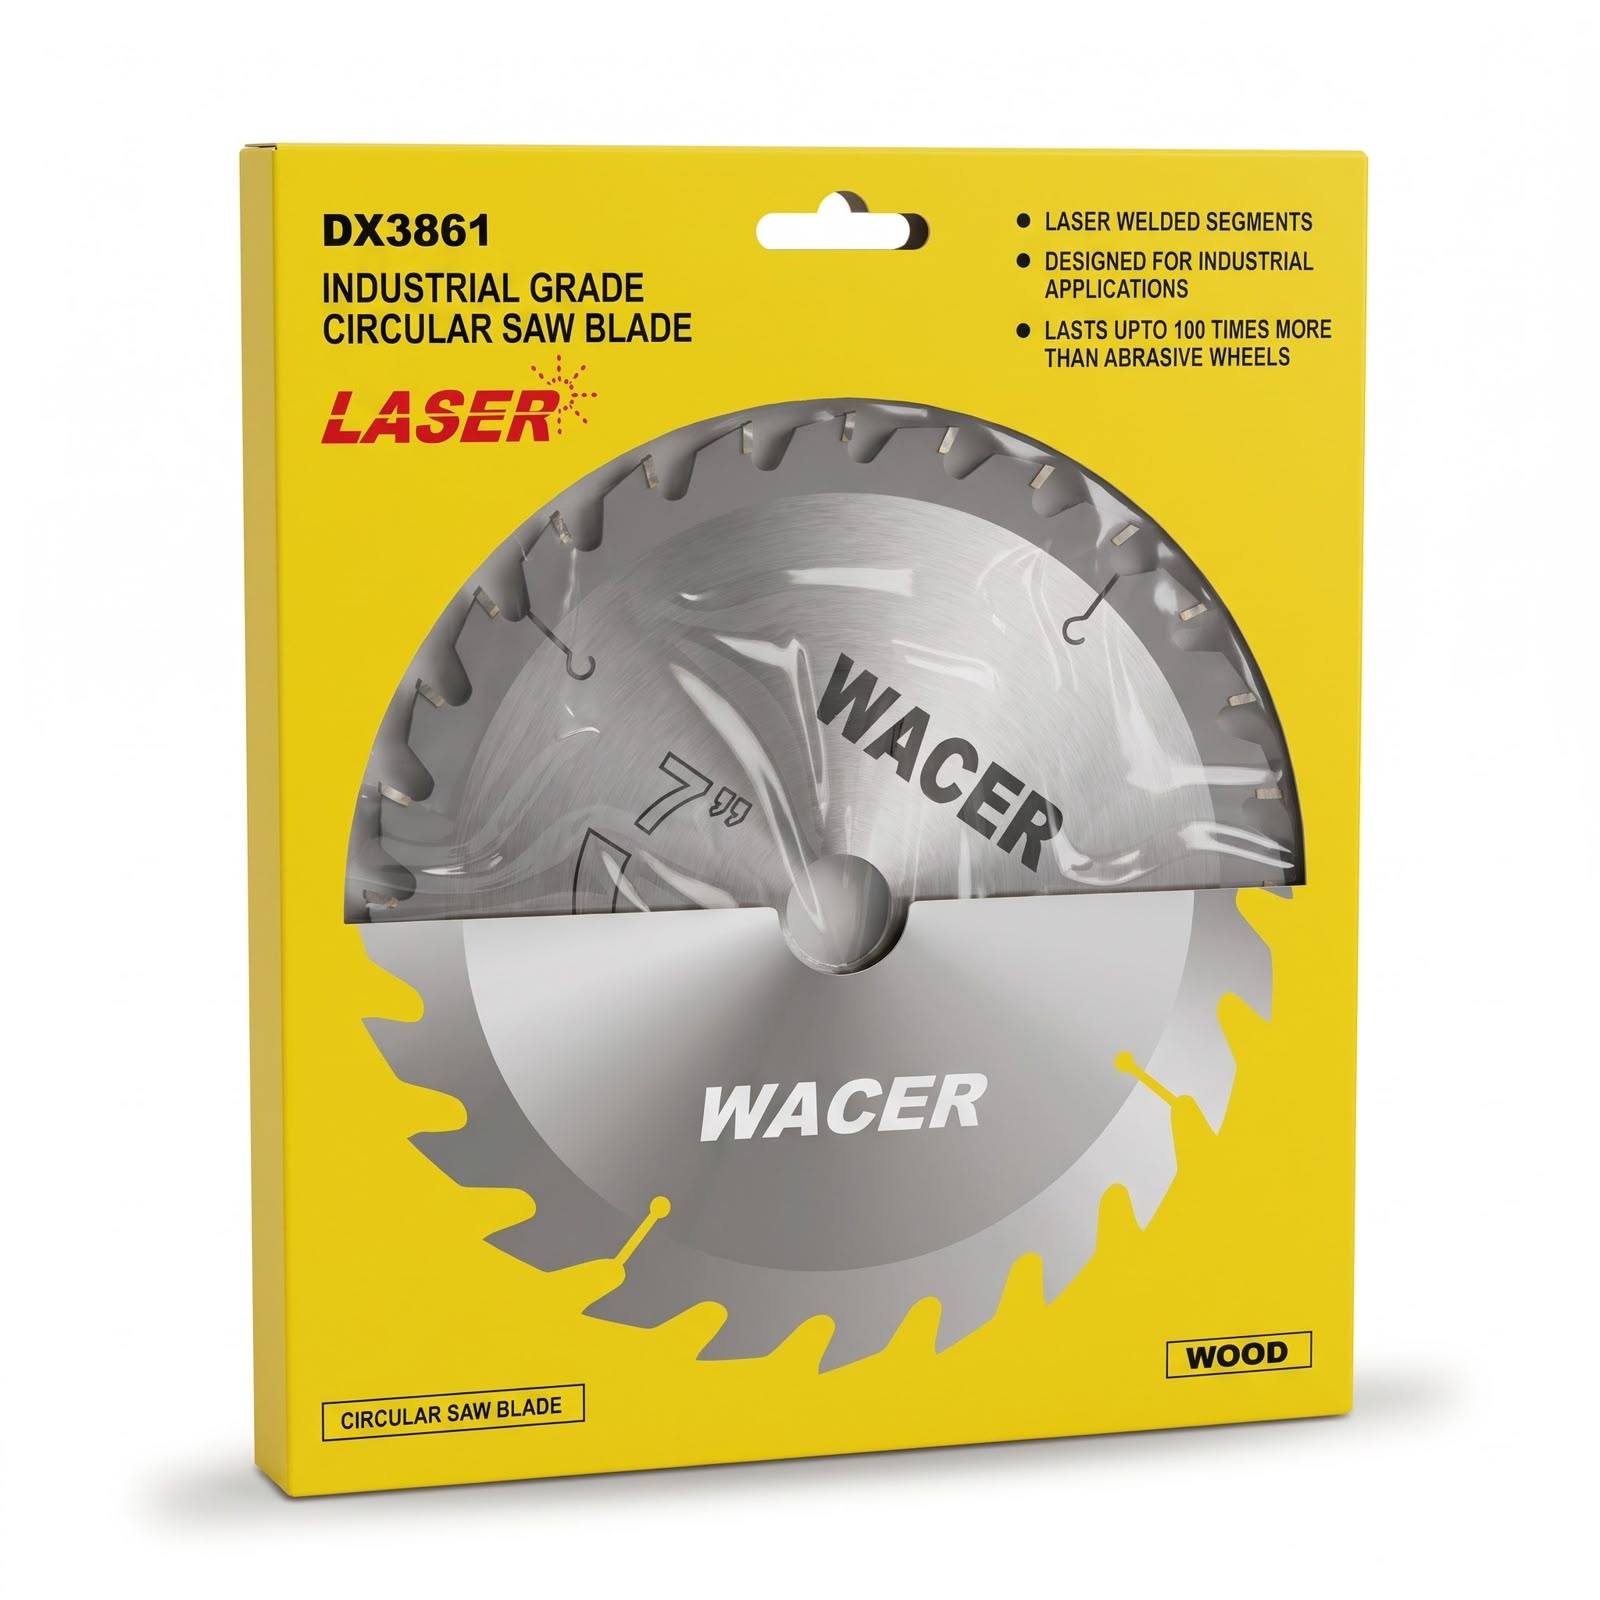 DX3861
INDUSTRIAL GRADE
CIRCULAR SAW BLADE
LASER
LASER WELDED SEGMENTS
DESIGNED FOR INDUSTRIAL
APPLICATIONS
LASTS UPTO 100 TIMES MORE
THAN ABRASIVE WHEELS
WACER
7”
WACER
WOOD
CIRCULAR SAW BLADE